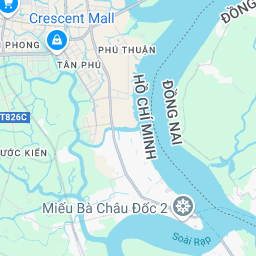 ĐỒNG
Crescent Mall
PHONG
PHÚ THUẬN
TÂN PHÚ
HỒ CHÍ MINH
ĐỒNG NAI
T826C
ƯỚC KIỂN
Miếu Bà Châu Đốc 2
Soài Rạp